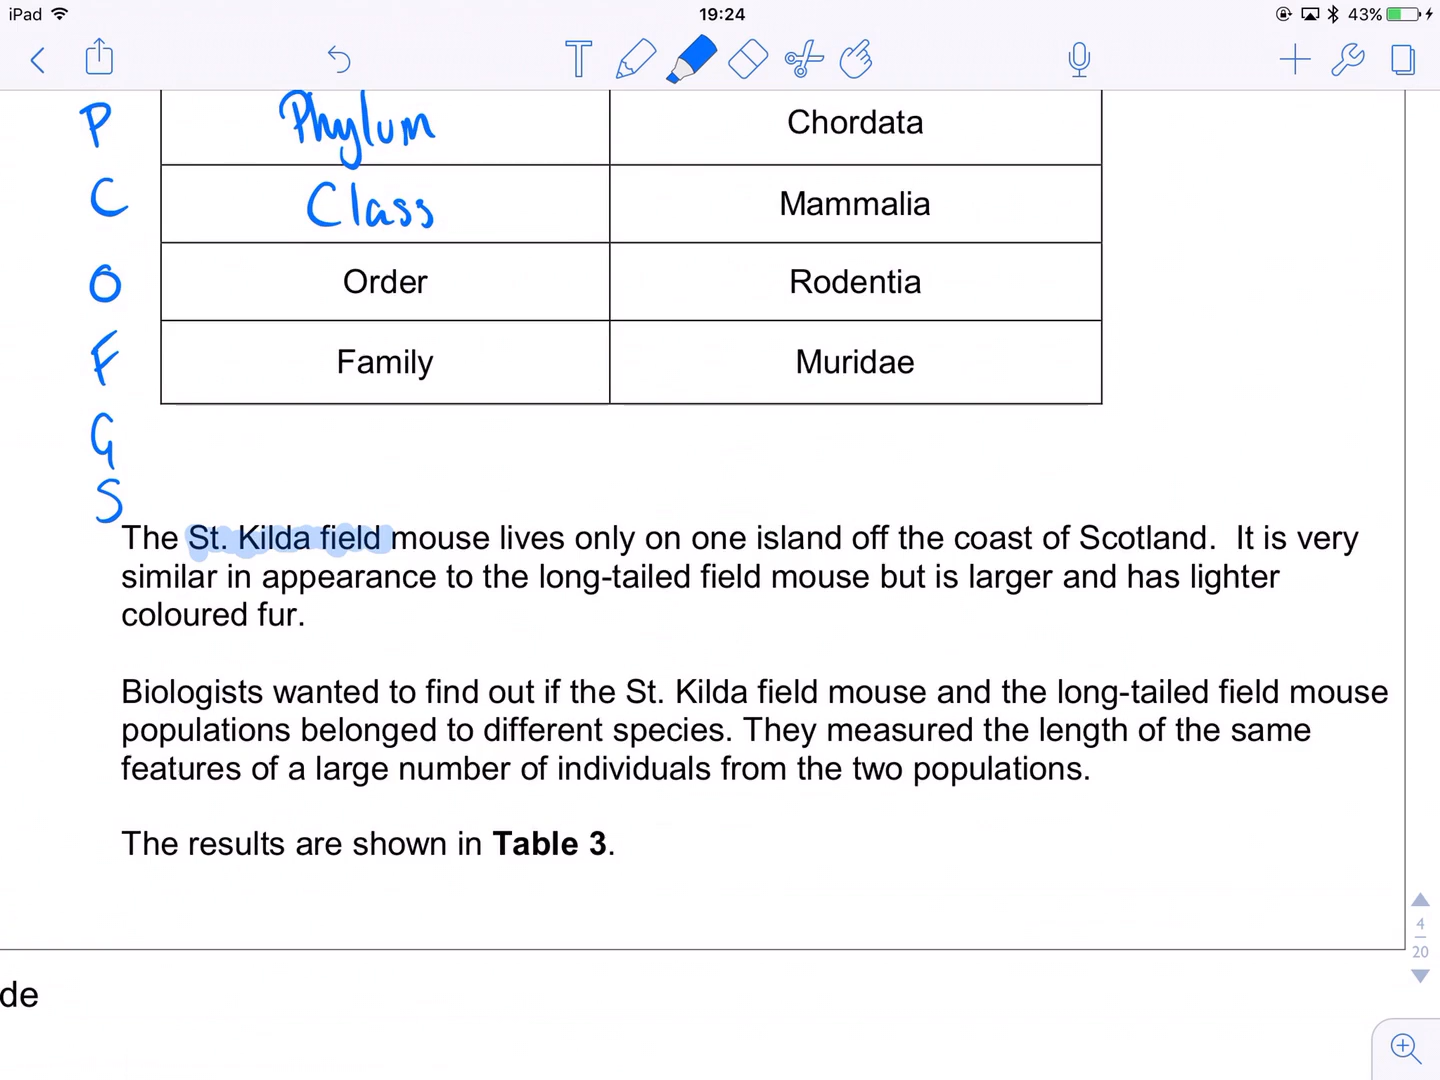 iPad 19:24 43%
P Phylum Chordata
C Class Mammalia
O Order Rodentia
F Family Muridae
G
S
The St. Kilda field mouse lives only on one island off the coast of Scotland. It is very
similar in appearance to the long-tailed field mouse but is larger and has lighter
coloured fur.
Biologists wanted to find out if the St. Kilda field mouse and the long-tailed field mouse
populations belonged to different species. They measured the length of the same
features of a large number of individuals from the two populations.
The results are shown in Table 3.
4
20
de